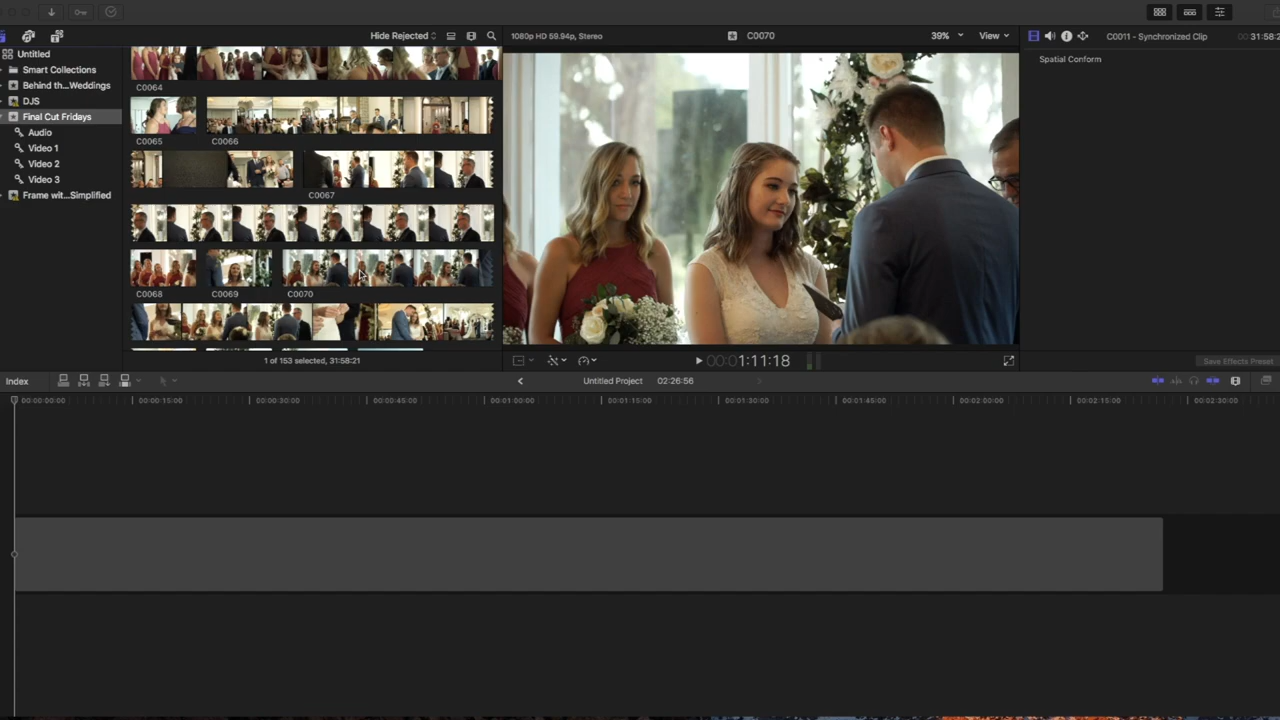 Hide Rejected
1080p HD 59.94p, Stereo
C0070
39%
View
C0011 - Synchronized Clip
31:58:2
Untitled
Smart Collections
Behind th...Weddings
DJS
Final Cut Fridays
Audio
Video 1
Video 2
Video 3
Frame wit...Simplified
C0064
C0065
C0066
C0067
C0068
C0069
C0070
1 of 153 selected, 31:58:21
Spatial Conform
00:00:1:11:18
Save Effects Preset
Index
Untitled Project
02:26:56
00:00:00:00
00:00:15:00
00:00:30:00
00:00:45:00
00:01:00:00
00:01:15:00
00:01:30:00
00:01:45:00
00:02:00:00
00:02:15:00
00:02:30:00